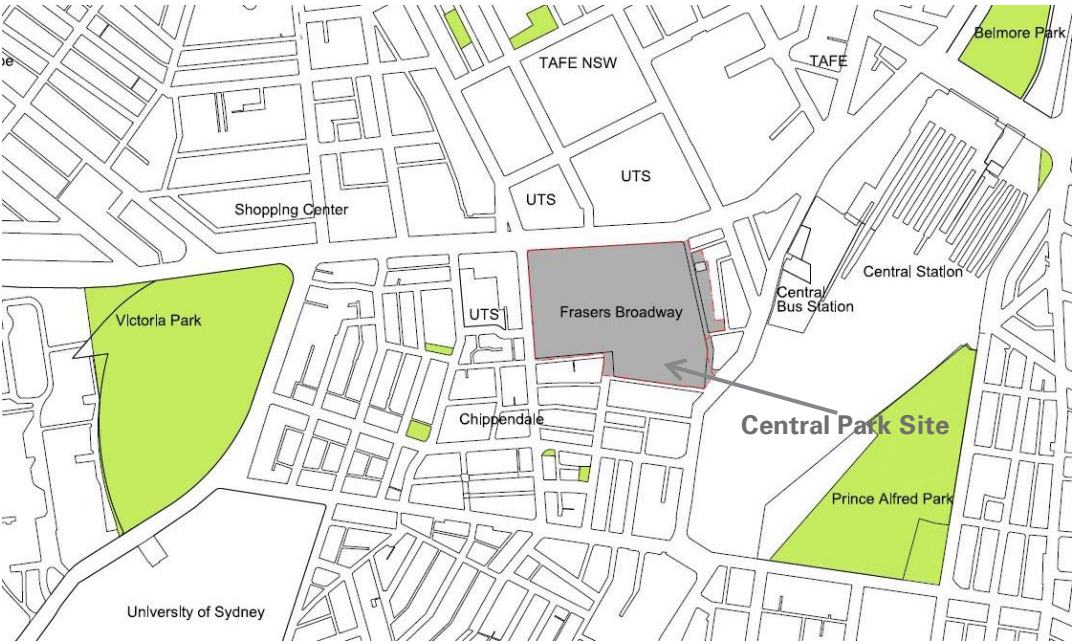 Belmore Park
TAFE NSW
TAFE
UTS
UTS
Shopping Center
Central Station
Central
Bus Station
Victoria Park
UTS
Frasers Broadway
Chippendale
Central Park Site
Prince Alfred Park
University of Sydney